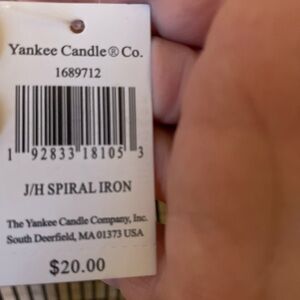 Yankee Candle® Co.
1689712
1 92833 18105 3
J/H SPIRAL IRON
The Yankee Candle Company, Inc.
South Deerfield, MA 01373 USA
$20.00